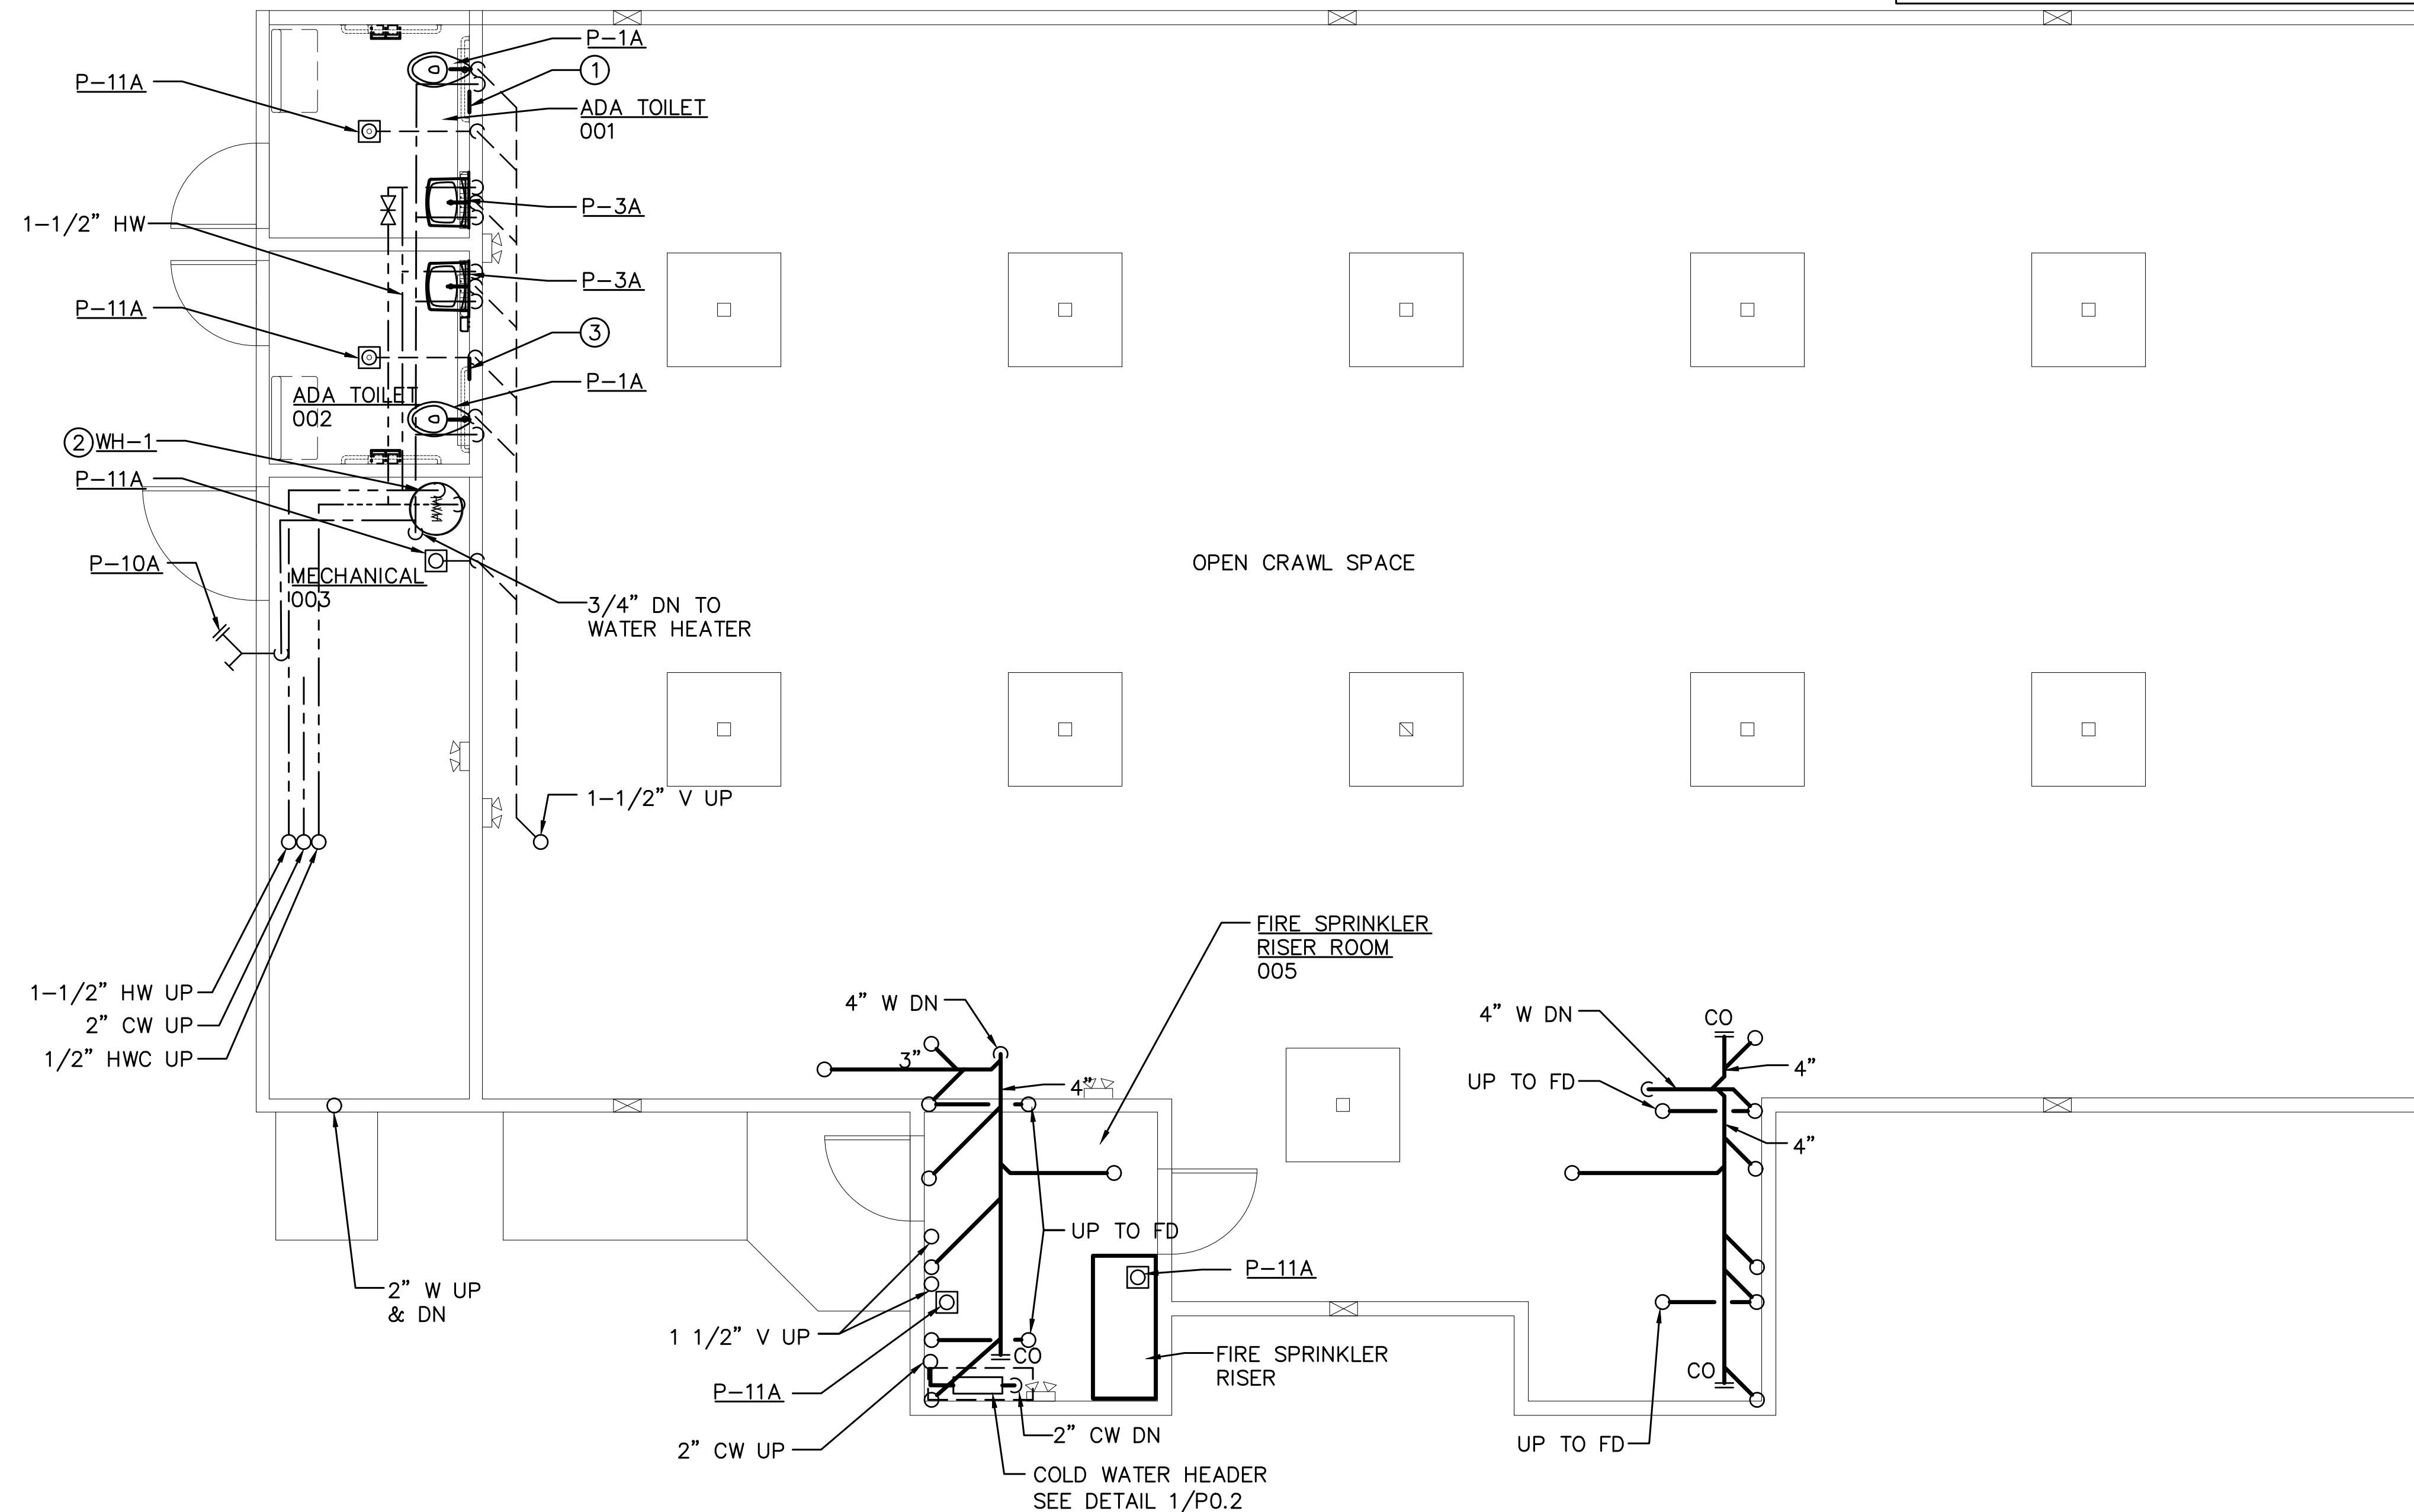 P-1A
1
P-11A
ADA TOILET
001
P-3A
1-1/2" HW
P-3A
P-11A
3
P-1A
ADA TOILET
002
2 WH-1
P-11A
OPEN CRAWL SPACE
P-10A
MECHANICAL
003
3/4" DN TO
WATER HEATER
1-1/2" V UP
FIRE SPRINKLER
RISER ROOM
005
1-1/2" HW UP
2" CW UP
1/2" HWC UP
4" W DN
3"
4"
4" W DN
CO
4"
UP TO FD
4"
UP TO FD
P-11A
2" W UP
& DN
1 1/2" V UP
CO
FIRE SPRINKLER
RISER
CO
P-11A
2" CW UP
2" CW DN
UP TO FD
COLD WATER HEADER
SEE DETAIL 1/P0.2